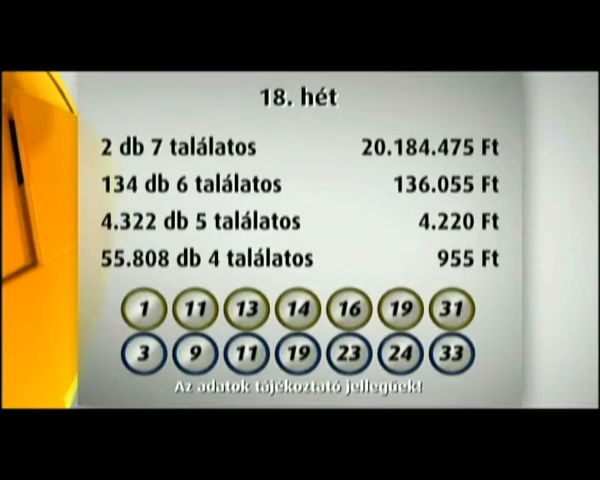 18. hét
2 db 7 találatos 20.184.475 Ft
134 db 6 találatos 136.055 Ft
4.322 db 5 találatos 4.220 Ft
55.808 db 4 találatos 955 Ft
1 11 13 14 16 19 31
3 9 11 19 23 24 33
Az adatok tájékoztató jellegűek!